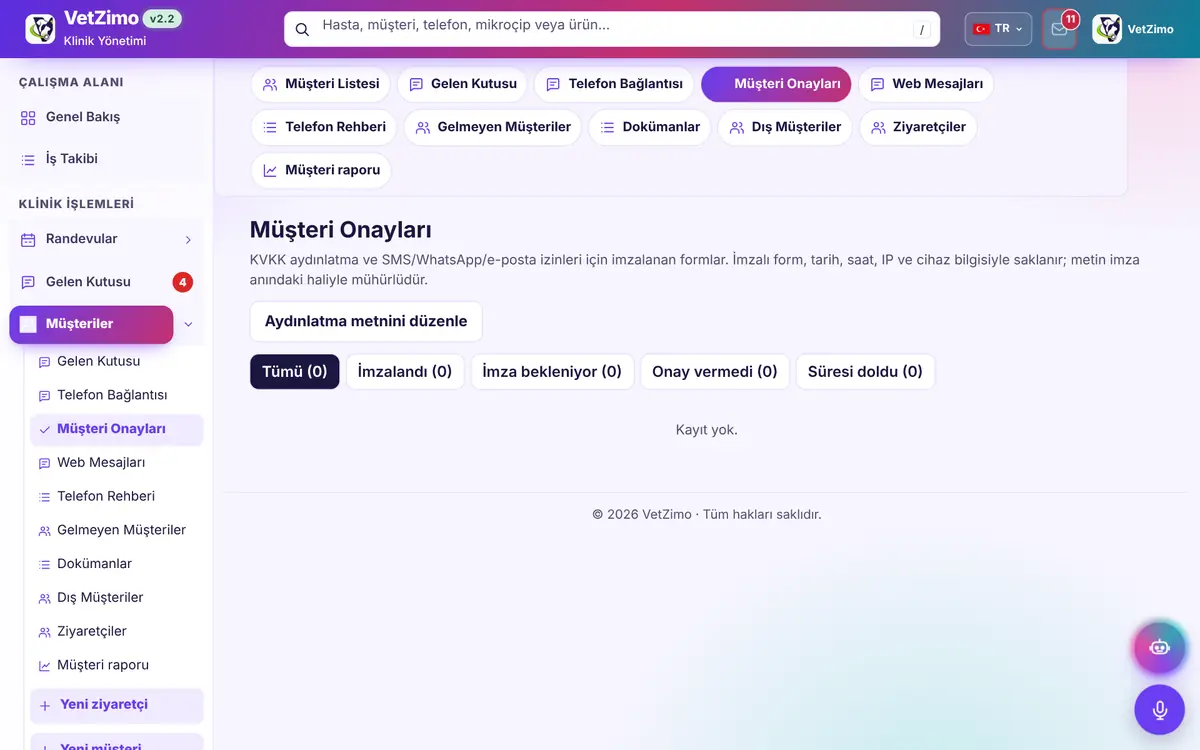 VetZimo v2.2
Klinik Yönetimi
Hasta, müşteri, telefon, mikroçip veya ürün...
/
TR
11
VetZimo
ÇALIŞMA ALANI
Genel Bakış
İş Takibi
KLİNİK İŞLEMLERİ
Randevular
Gelen Kutusu
4
Müşteriler
Gelen Kutusu
Telefon Bağlantısı
Müşteri Onayları
Web Mesajları
Telefon Rehberi
Gelmeyen Müşteriler
Dokümanlar
Dış Müşteriler
Ziyaretçiler
Müşteri raporu
Yeni ziyaretçi
Yeni müşteri
Müşteri Listesi
Gelen Kutusu
Telefon Bağlantısı
Müşteri Onayları
Web Mesajları
Telefon Rehberi
Gelmeyen Müşteriler
Dokümanlar
Dış Müşteriler
Ziyaretçiler
Müşteri raporu
Müşteri Onayları
KVKK aydınlatma ve SMS/WhatsApp/e-posta izinleri için imzalanan formlar. İmzalı form, tarih, saat, IP ve cihaz bilgisiyle saklanır; metin imza
anındaki haliyle mühürlüdür.
Aydınlatma metnini düzenle
Tümü (0)
İmzalandı (0)
İmza bekleniyor (0)
Onay vermedi (0)
Süresi doldu (0)
Kayıt yok.
© 2026 VetZimo · Tüm hakları saklıdır.